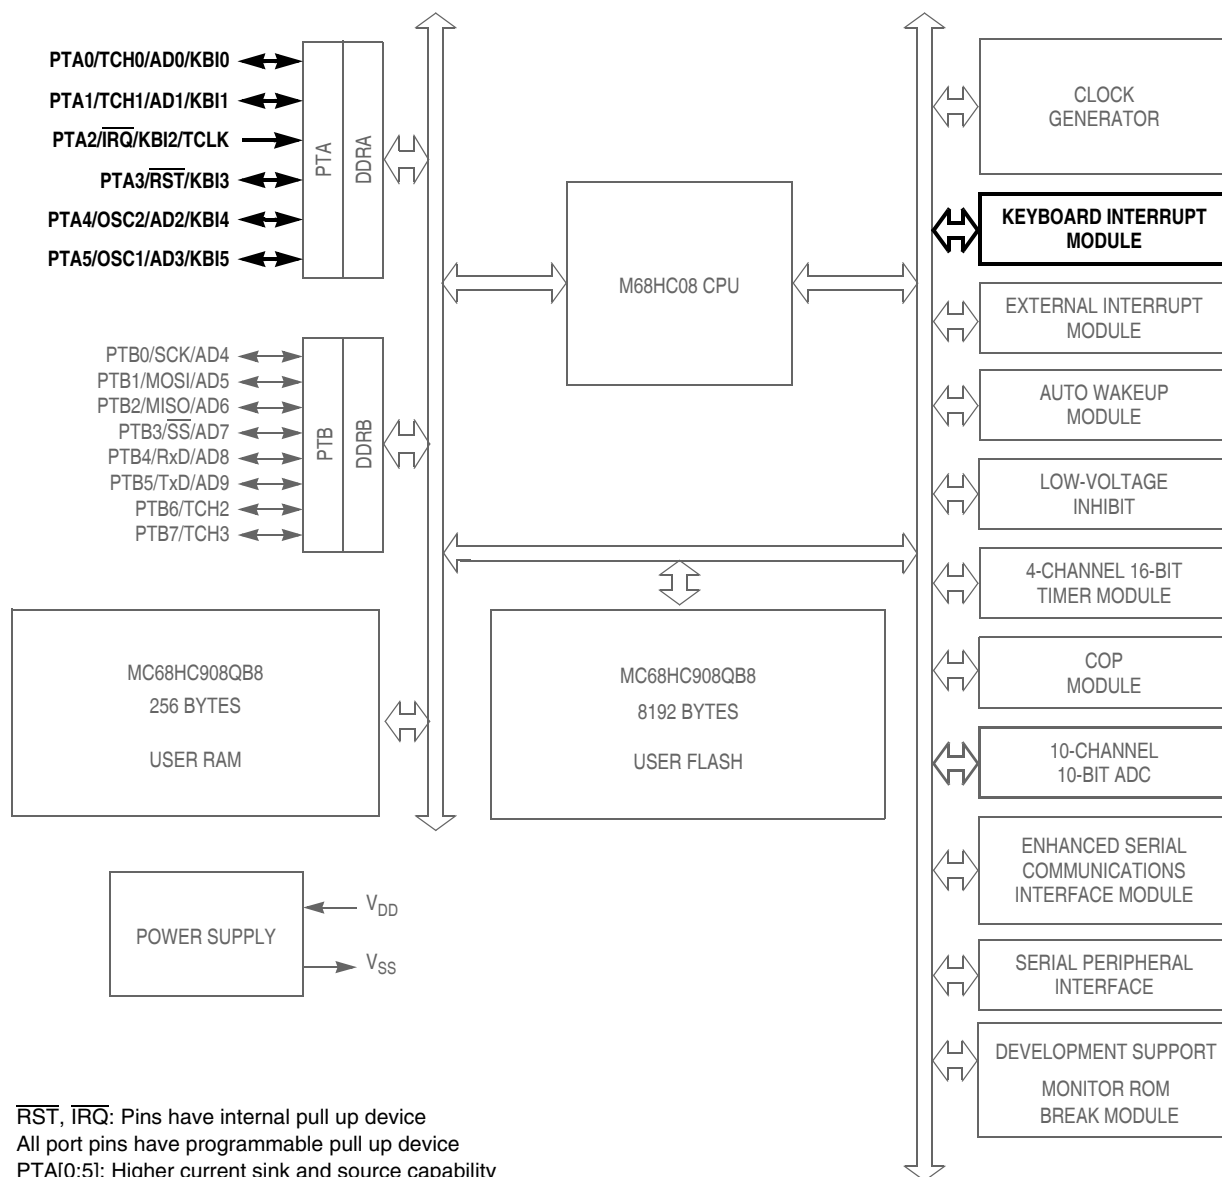 PTA0/TCH0/AD0/KBI0
PTA1/TCH1/AD1/KBI1
PTA2/I̅R̅Q̅/KBI2/TCLK
PTA3/R̅S̅T̅/KBI3
PTA4/OSC2/AD2/KBI4
PTA5/OSC1/AD3/KBI5
PTA
DDRA
PTB0/SCK/AD4
PTB1/MOSI/AD5
PTB2/MISO/AD6
PTB3/S̅S̅/AD7
PTB4/RxD/AD8
PTB5/TxD/AD9
PTB6/TCH2
PTB7/TCH3
PTB
DDRB
M68HC08 CPU
MC68HC908QB8
256 BYTES
USER RAM
MC68HC908QB8
8192 BYTES
USER FLASH
POWER SUPPLY
VDD
VSS
CLOCK
GENERATOR
KEYBOARD INTERRUPT
MODULE
EXTERNAL INTERRUPT
MODULE
AUTO WAKEUP
MODULE
LOW-VOLTAGE
INHIBIT
4-CHANNEL 16-BIT
TIMER MODULE
COP
MODULE
10-CHANNEL
10-BIT ADC
ENHANCED SERIAL
COMMUNICATIONS
INTERFACE MODULE
SERIAL PERIPHERAL
INTERFACE
DEVELOPMENT SUPPORT
MONITOR ROM
BREAK MODULE
R̅S̅T̅, I̅R̅Q̅: Pins have internal pull up device
All port pins have programmable pull up device
PTA[0:5]: Higher current sink and source capability